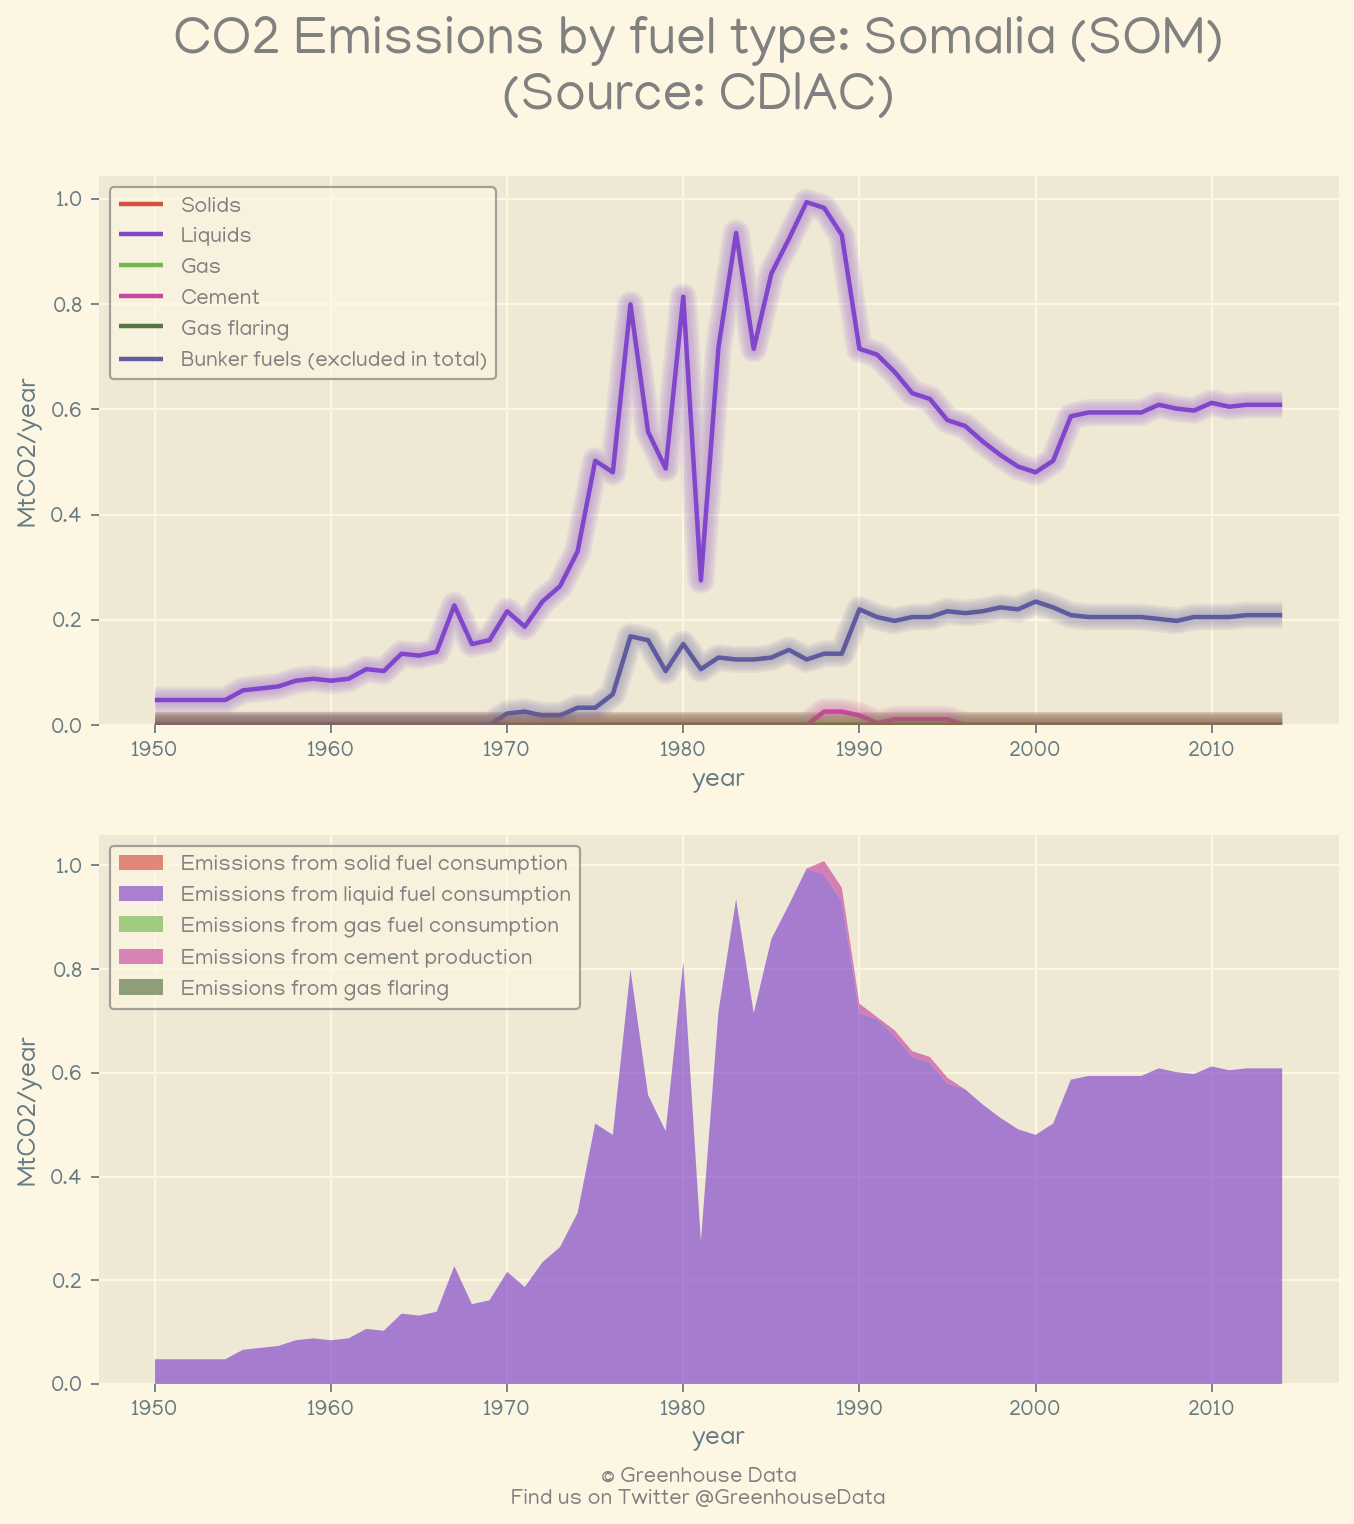 CO2 Emissions by fuel type: Somalia (SOM)
(Source: CDIAC)
1.0
0.8
0.6
0.4
0.2
0.0
MtCO2/year
Solids
Liquids
Gas
Cement
Gas flaring
Bunker fuels (excluded in total)
1950 1960 1970 1980 1990 2000 2010
year
1.0
0.8
0.6
0.4
0.2
0.0
MtCO2/year
Emissions from solid fuel consumption
Emissions from liquid fuel consumption
Emissions from gas fuel consumption
Emissions from cement production
Emissions from gas flaring
1950 1960 1970 1980 1990 2000 2010
year
© Greenhouse Data
Find us on Twitter @GreenhouseData